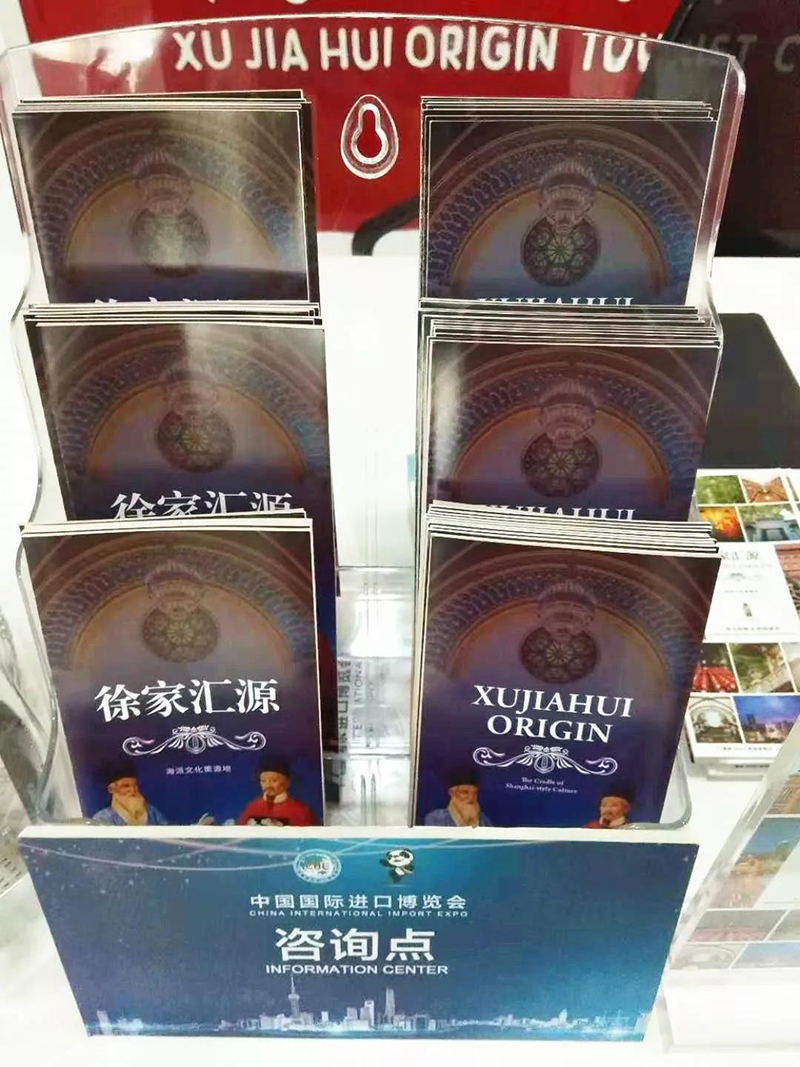 XU JIA HUI ORIGIN
XUJIAHUI
徐家汇源
XUJIAHUI
徐家汇源
海派文化策源地
XUJIAHUI
ORIGIN
The Cradle of
Shanghai-style Culture
中国国际进口博览会
CHINA INTERNATIONAL IMPORT EXPO
咨询点
INFORMATION CENTER